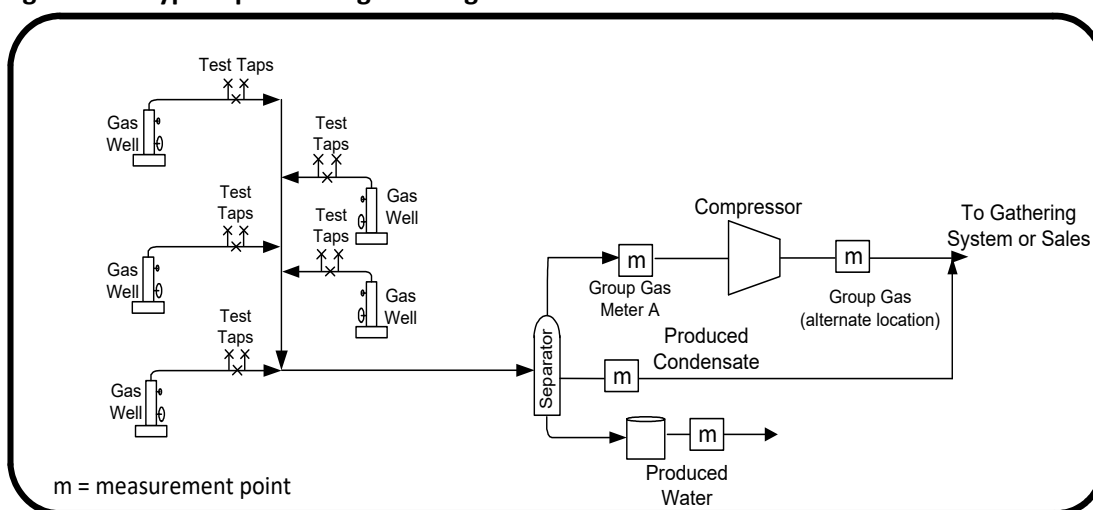 Test Taps
Gas
Well
Test
Taps
Gas
Well
Test
Taps
Gas
Well
Test
Taps
Gas
Well
Test
Taps
Gas
Well
Separator
m
Group Gas
Meter A
Compressor
m
Group Gas
(alternate location)
To Gathering
System or Sales
Produced
Condensate
m
m
Produced
Water
m = measurement point